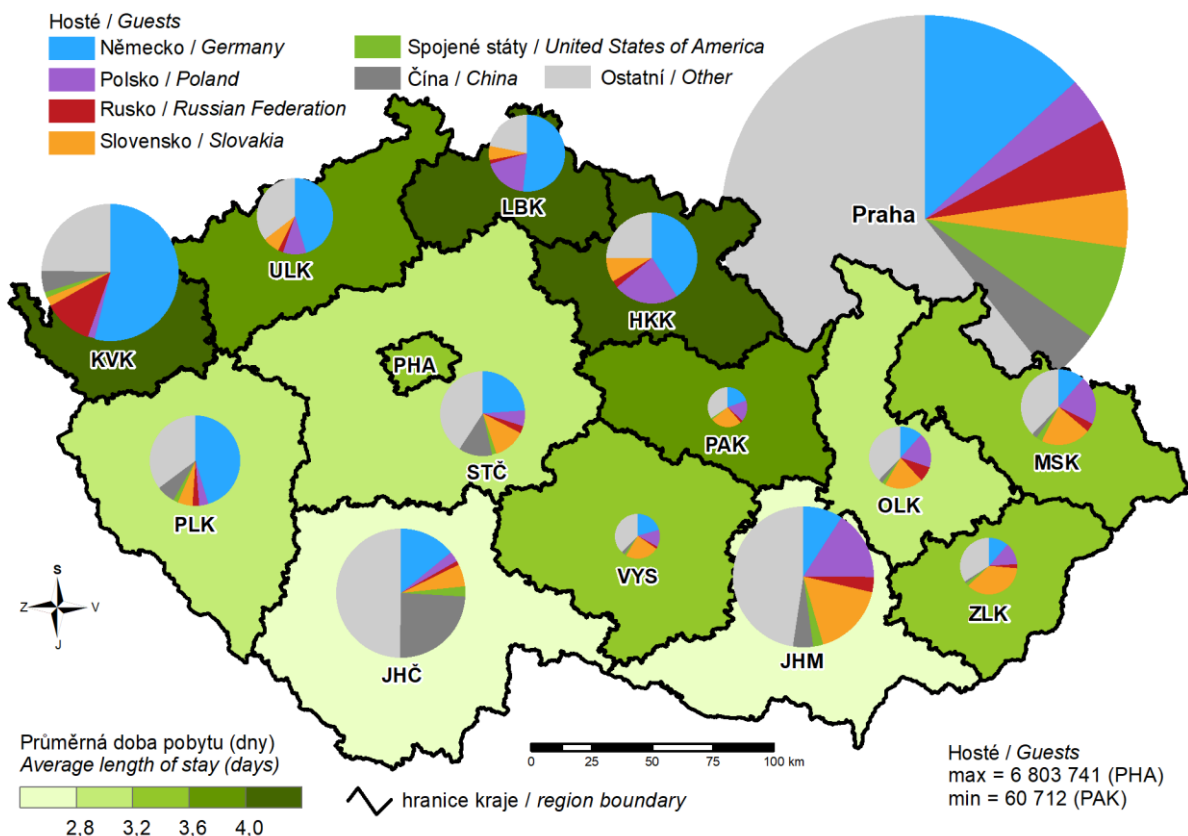 Hosté / Guests
Německo / Germany
Polsko / Poland
Rusko / Russian Federation
Slovensko / Slovakia
Spojené státy / United States of America
Čína / China
Ostatní / Other
Praha
LBK
ULK
HKK
KVK
PHA
PAK
MSK
STČ
OLK
PLK
VYS
ZLK
JHM
JHČ
S
Z
V
J
Průměrná doba pobytu (dny)
Average length of stay (days)
2,8 3,2 3,6 4,0
hranice kraje / region boundary
0 25 50 75 100 km
Hosté / Guests
max = 6 803 741 (PHA)
min = 60 712 (PAK)